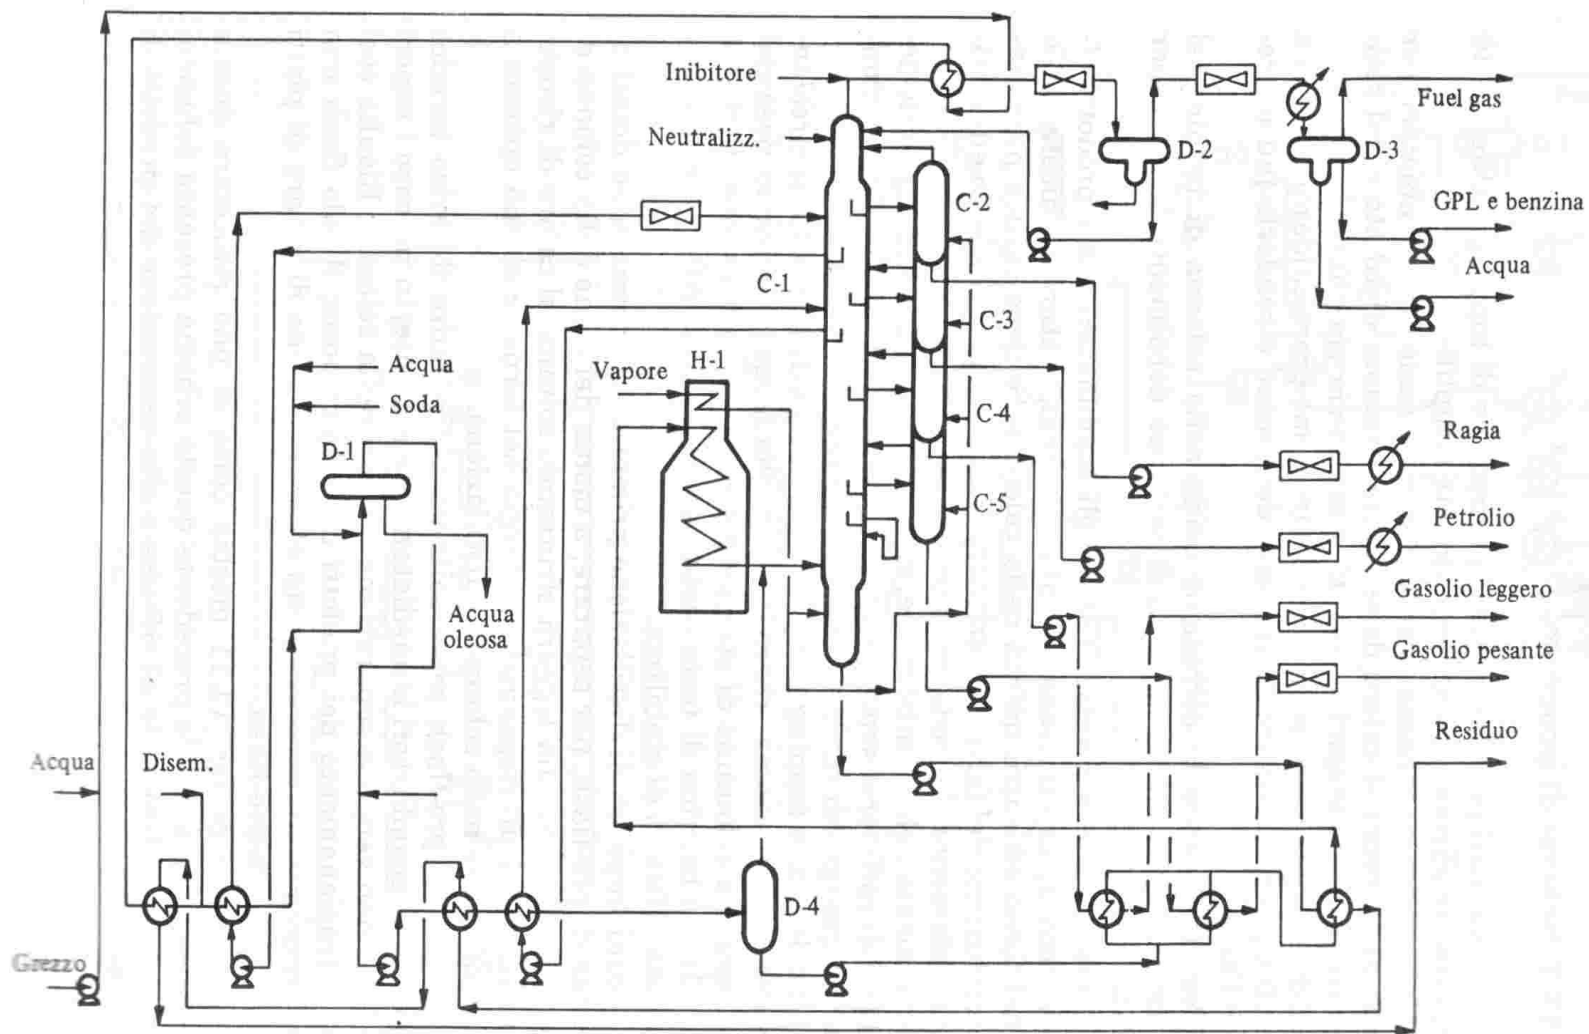 Inibitore
Fuel gas
Neutralizz.
D-2
D-3
C-2
GPL e benzina
Acqua
C-1
C-3
H-1
Vapore
Acqua
Soda
C-4
Ragia
D-1
C-5
Petrolio
Acqua
oleosa
Gasolio leggero
Gasolio pesante
Residuo
Acqua
Disem.
D-4
Grezzo